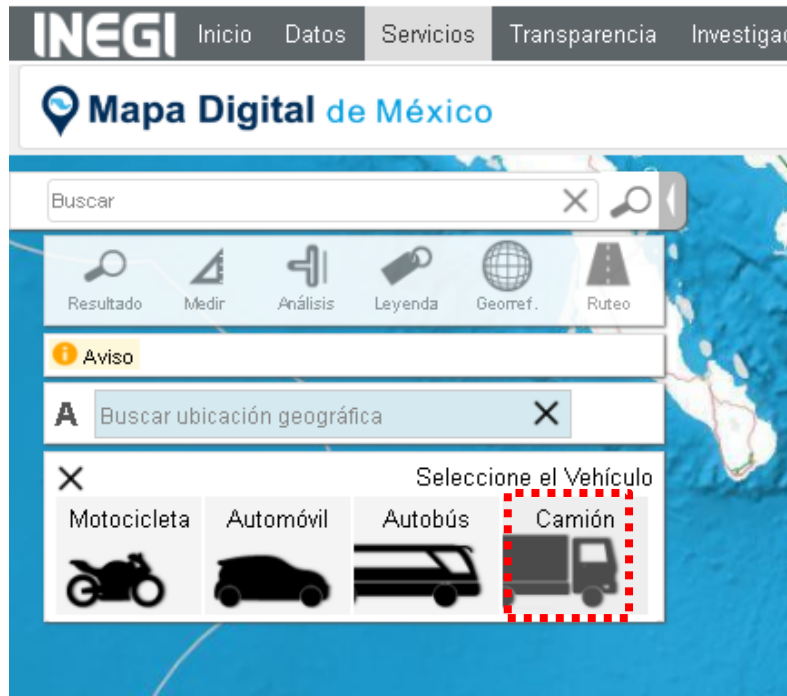 INEGI Inicio Datos Servicios Transparencia
Mapa Digital de México
Buscar
Resultado Medir Análisis Leyenda Georref. Ruteo
Aviso
A Buscar ubicación geográfica
Seleccione el Vehículo
Motocicleta Automóvil Autobús Camión